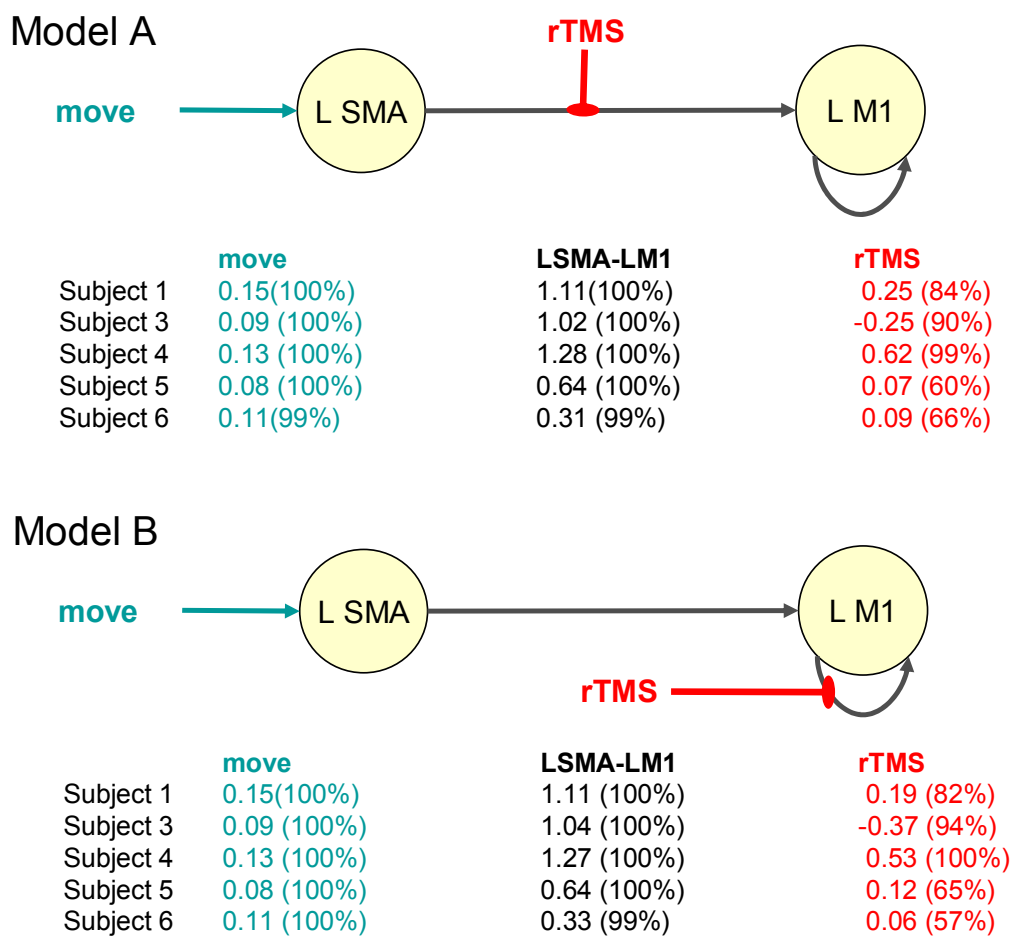 Model A
rTMS
move
L SMA
L M1
move LSMA-LM1 rTMS
Subject 1 0.15(100%) 1.11(100%) 0.25 (84%)
Subject 3 0.09 (100%) 1.02 (100%) -0.25 (90%)
Subject 4 0.13 (100%) 1.28 (100%) 0.62 (99%)
Subject 5 0.08 (100%) 0.64 (100%) 0.07 (60%)
Subject 6 0.11(99%) 0.31 (99%) 0.09 (66%)
Model B
move
L SMA
L M1
rTMS
move LSMA-LM1 rTMS
Subject 1 0.15(100%) 1.11 (100%) 0.19 (82%)
Subject 3 0.09 (100%) 1.04 (100%) -0.37 (94%)
Subject 4 0.13 (100%) 1.27 (100%) 0.53 (100%)
Subject 5 0.08 (100%) 0.64 (100%) 0.12 (65%)
Subject 6 0.11 (100%) 0.33 (99%) 0.06 (57%)